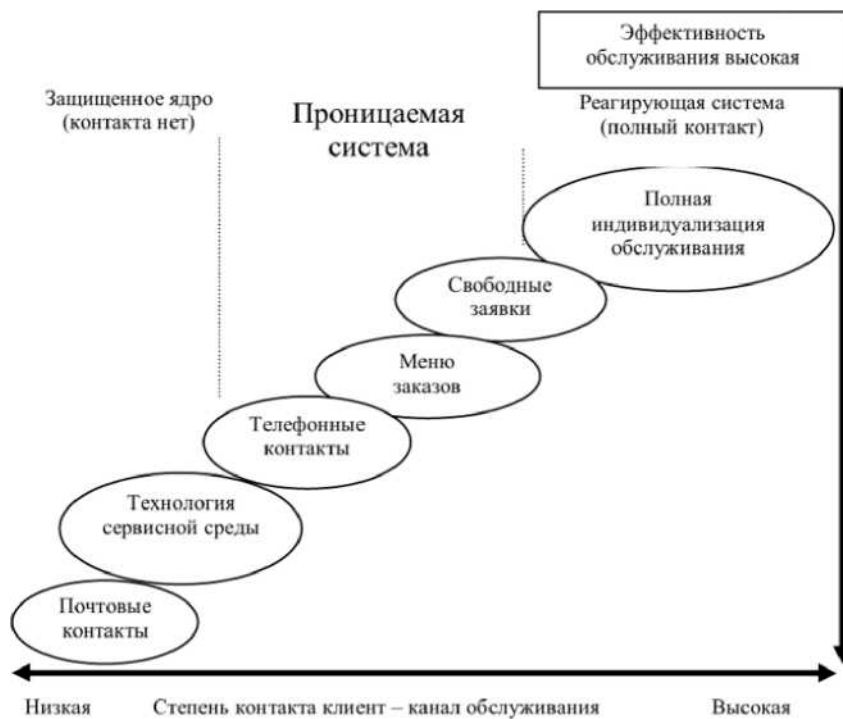 Эффективность
обслуживания высокая
Защищенное ядро
(контакта нет)
Проницаемая
система
Реагирующая система
(полный контакт)
Полная
индивидуализация
обслуживания
Свободные
заявки
Меню
заказов
Телефонные
контакты
Технология
сервисной среды
Почтовые
контакты
Низкая
Степень контакта клиент – канал обслуживания
Высокая